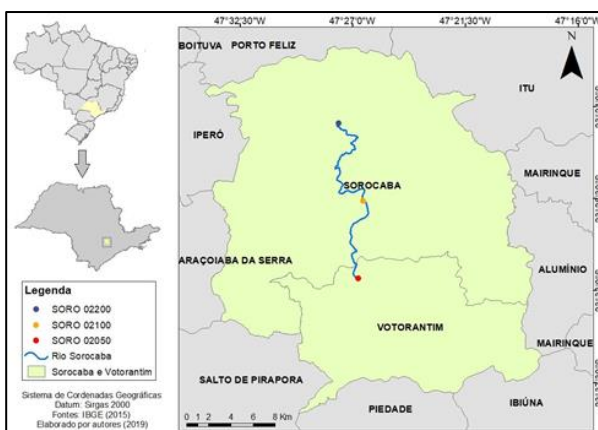 47°32'30"W 47°27'0"W 47°21'30"W 47°16'0"W
BOITUVA
PORTO FELIZ
N
ITU
IPERÓ
SOROCABA
MAIRINQUE
ARAÇOIABA DA SERRA
ALUMÍNIO
VOTORANTIM
MAIRINQUE
SALTO DE PIRAPORA
PIEDADE
IBIÚNA
0 2 4 6 8 Km
Legenda
SORO 02200
SORO 02100
SORO 02050
Rio Sorocaba
Sorocaba e Votorantim
Sistema de Cordenadas Geográficas
Datum: Sirgas 2000
Fontes: IBGE (2015)
Elaborado por autores (2019)